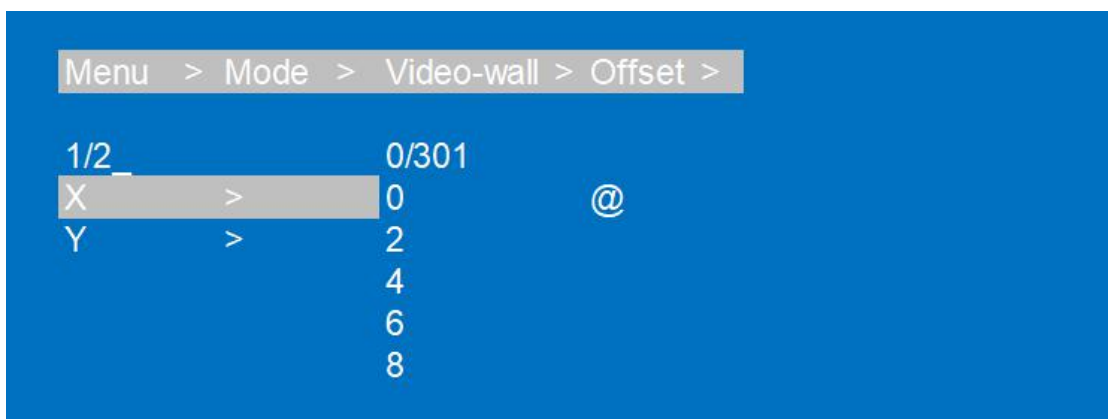 Menu > Mode > Video-wall > Offset >
1/2_ 0/301
X > 0 @
Y > 2
4
6
8